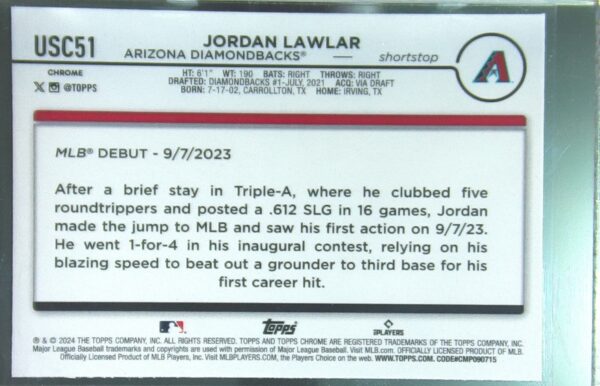 USC51
JORDAN LAWLAR
ARIZONA DIAMONDBACKS®
shortstop
CHROME
@TOPPS
HT: 6'1" WT: 190 BATS: RIGHT THROWS: RIGHT
DRAFTED: DIAMONDBACKS #1-JULY, 2021 ACQ: VIA DRAFT
BORN: 7-17-02, CARROLLTON, TX HOME: IRVING, TX
A
MLB® DEBUT - 9/7/2023
After a brief stay in Triple-A, where he clubbed five
roundtrippers and posted a .612 SLG in 16 games, Jordan
made the jump to MLB and saw his first action on 9/7/23.
He went 1-for-4 in his inaugural contest, relying on his
blazing speed to beat out a grounder to third base for his
first career hit.
topps
PLAYERS
® & © 2024 THE TOPPS COMPANY, INC. ALL RIGHTS RESERVED. TOPPS AND TOPPS CHROME ARE REGISTERED TRADEMARKS OF THE TOPPS COMPANY, INC.
Major League Baseball trademarks and copyrights are used with permission of Major League Baseball. Visit MLB.com. OFFICIALLY LICENSED PRODUCT OF MLB.
Officially Licensed Product of MLB Players, Inc. Visit MLBPLAYERS.COM, the Players Choice on the web. WWW.TOPPS.COM. CODE#CMP090715